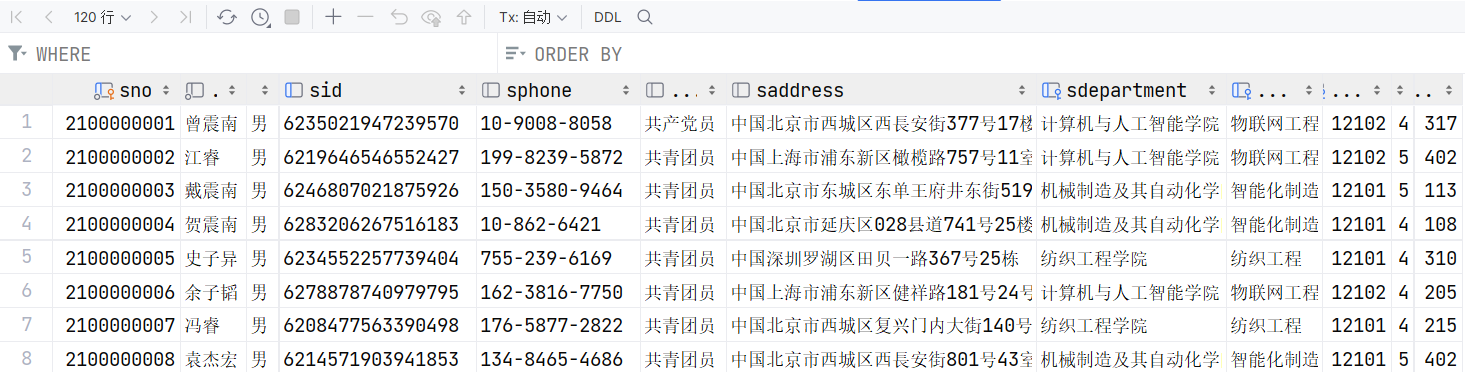 120 行 Tx: 自动 DDL
WHERE ORDER BY
sno . sid sphone ... saddress sdepartment ... ... ..
1 2100000001 曾震南 男 6235021947239570 10-9008-8058 共产党员 中国北京市西城区西長安街377号17楼 计算机与人工智能学院 物联网工程 12102 4 317
2 2100000002 江睿 男 6219646546552427 199-8239-5872 共青团员 中国上海市浦东新区橄榄路757号11室 计算机与人工智能学院 物联网工程 12102 5 402
3 2100000003 戴震南 男 6246807021875926 150-3580-9464 共青团员 中国北京市东城区东单王府井东街519 机械制造及其自动化学 智能化制造 12101 5 113
4 2100000004 贺震南 男 6283206267516183 10-862-6421 共青团员 中国北京市延庆区028县道741号25楼 机械制造及其自动化学 智能化制造 12101 4 108
5 2100000005 史子异 男 6234552257739404 755-239-6169 共青团员 中国深圳罗湖区田贝一路367号25栋 纺织工程学院 纺织工程 12101 4 310
6 2100000006 余子韬 男 6278878740979795 162-3816-7750 共青团员 中国上海市浦东新区健祥路181号24号 计算机与人工智能学院 物联网工程 12102 4 205
7 2100000007 冯睿 男 6208477563390498 176-5877-2822 共青团员 中国北京市西城区复兴门内大街140号 纺织工程学院 纺织工程 12101 4 215
8 2100000008 袁杰宏 男 6214571903941853 134-8465-4686 共青团员 中国北京市西城区西長安街801号43室 机械制造及其自动化学 智能化制造 12101 5 402